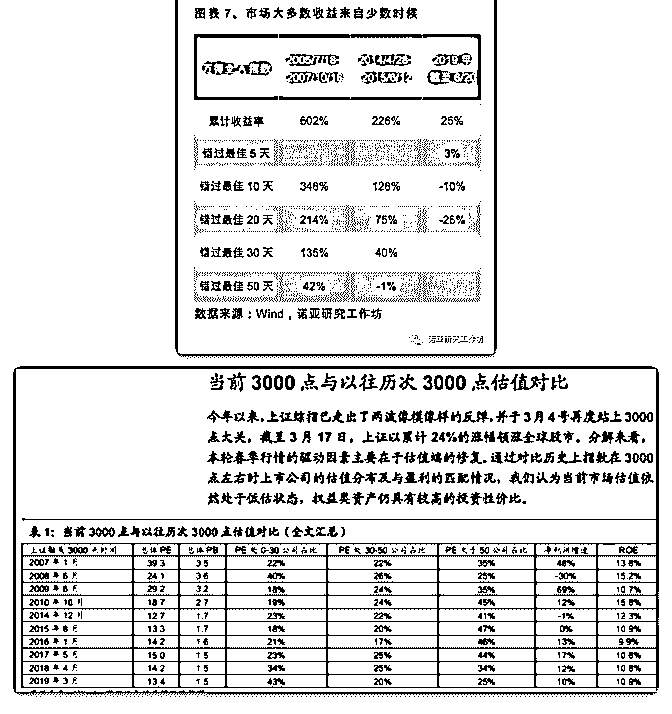 图表 7、市场大多数收益来自少数时候
万得全A指数 2005/7/18- 2014/4/28- 2019 年
2007/10/16 2015/6/12 截至 6/20
累计收益率 602% 226% 25%
错过最佳 5 天 3%
错过最佳 10 天 346% 126% -10%
错过最佳 20 天 214% 75% -26%
错过最佳 30 天 135% 40%
错过最佳 50 天 42% -1%
数据来源：Wind，诺亚研究工作坊
诺亚研究工作坊
当前 3000 点与以往历次 3000 点估值对比
今年以来，上证综指已走出了两波像模像样的反弹，并于 3 月 4 号再度站上 3000
点大关，截至 3 月 17 日，上证以累计 24%的涨幅领涨全球股市。分解来看，
本轮春季行情的驱动因素主要在于估值端的修复。通过对比历史上指数在 3000
点左右时上市公司的估值分布及与盈利的匹配情况，我们认为当前市场估值依
然处于低估状态，权益类资产仍具有较高的投资性价比。
表 1：当前 3000 点与以往历次 3000 点估值对比（全文汇总）
上证触及 3000 点时间 总体 PE 总体 PB PE 处 0-30 公司占比 PE 处 30-50 公司占比 PE 大于 50 公司占比 净利润增速 ROE
2007 年 1 月 39.3 3.5 22% 22% 35% 46% 13.8%
2008 年 6 月 24.1 3.6 40% 26% 25% -30% 15.2%
2009 年 6 月 29.2 3.2 18% 24% 35% 69% 10.7%
2010 年 10 月 18.7 2.7 19% 24% 45% 12% 15.8%
2014 年 12 月 12.7 1.7 23% 22% 41% -1% 12.3%
2015 年 8 月 13.3 1.7 18% 20% 47% 0% 10.9%
2016 年 1 月 14.2 1.6 21% 17% 46% 13% 9.9%
2017 年 5 月 15.0 1.5 23% 25% 44% 17% 10.8%
2018 年 4 月 14.2 1.5 34% 25% 34% 12% 10.8%
2019 年 3 月 13.4 1.5 43% 20% 25% 10% 10.9%